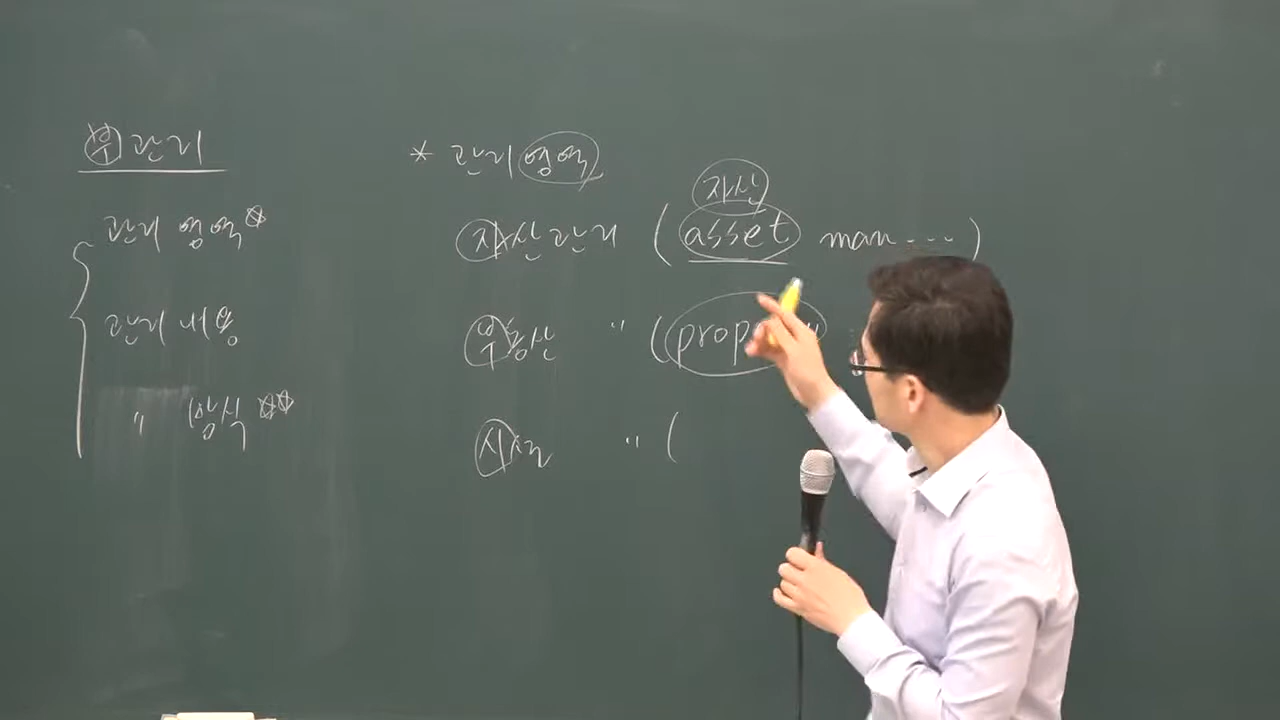 부 관리
관리 영역 ☆
관리 내용
" 방식 ☆☆
* 관리 영역
자산
자산관리 ( asset man.... )
부동산 " (
시설 " (